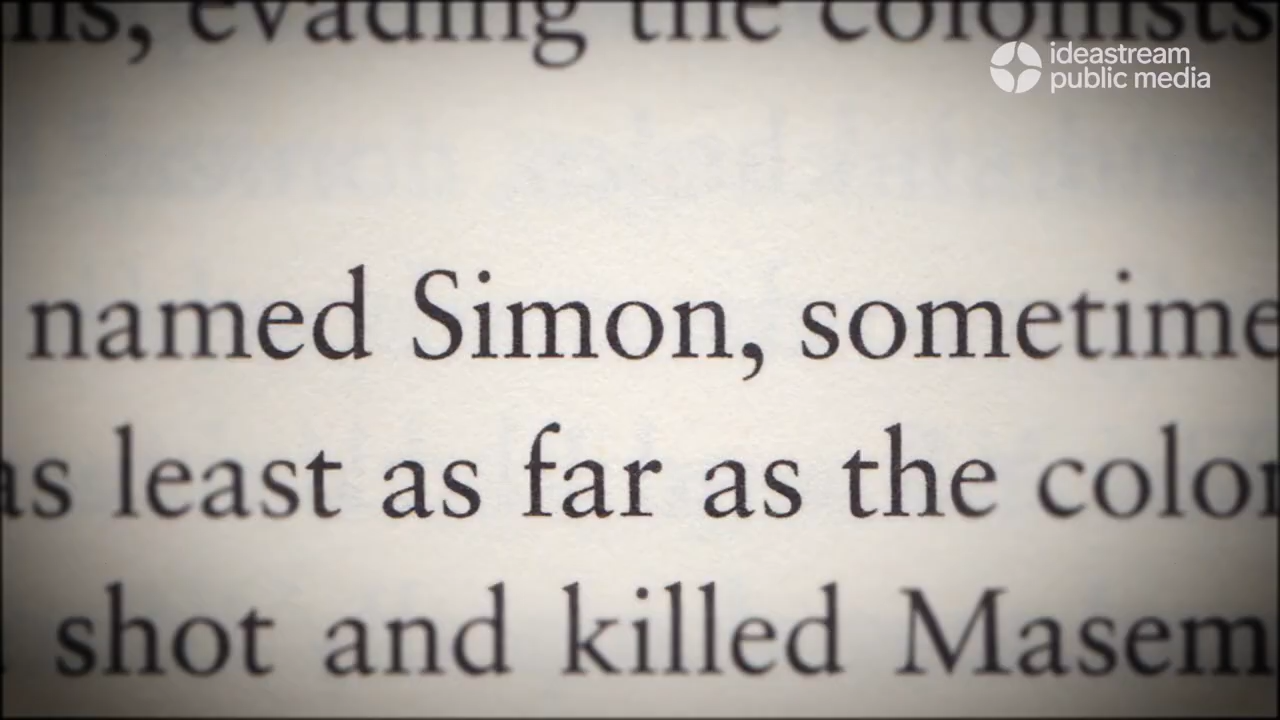 ns, evading the colonists
ideastream
public media
named Simon, sometime
as least as far as the color
shot and killed Masem